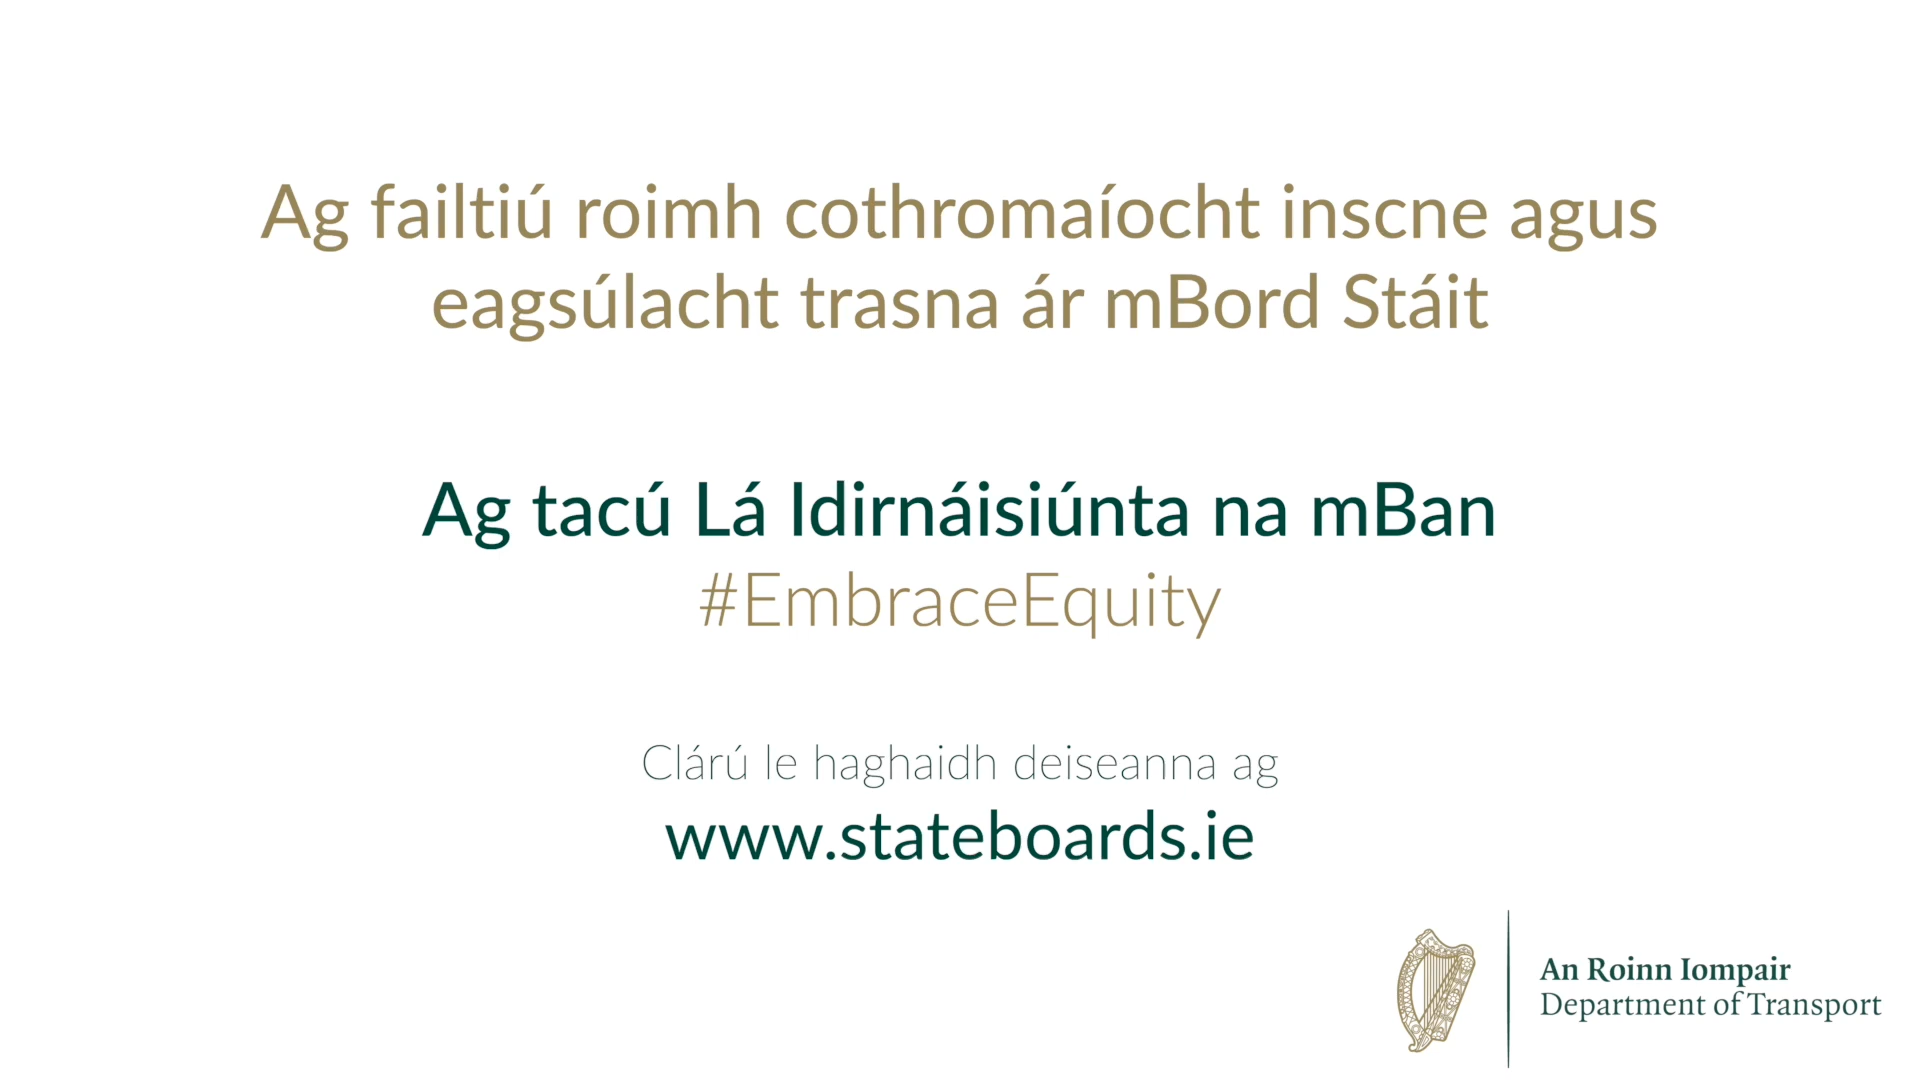 Ag failtiú roimh cothromaíocht inscne agus
eagsúlacht trasna ár mBord Stáit
Ag tacú Lá Idirnáisiúnta na mBan
#EmbraceEquity
Clárú le haghaidh deiseanna ag
www.stateboards.ie
An Roinn Iompair
Department of Transport